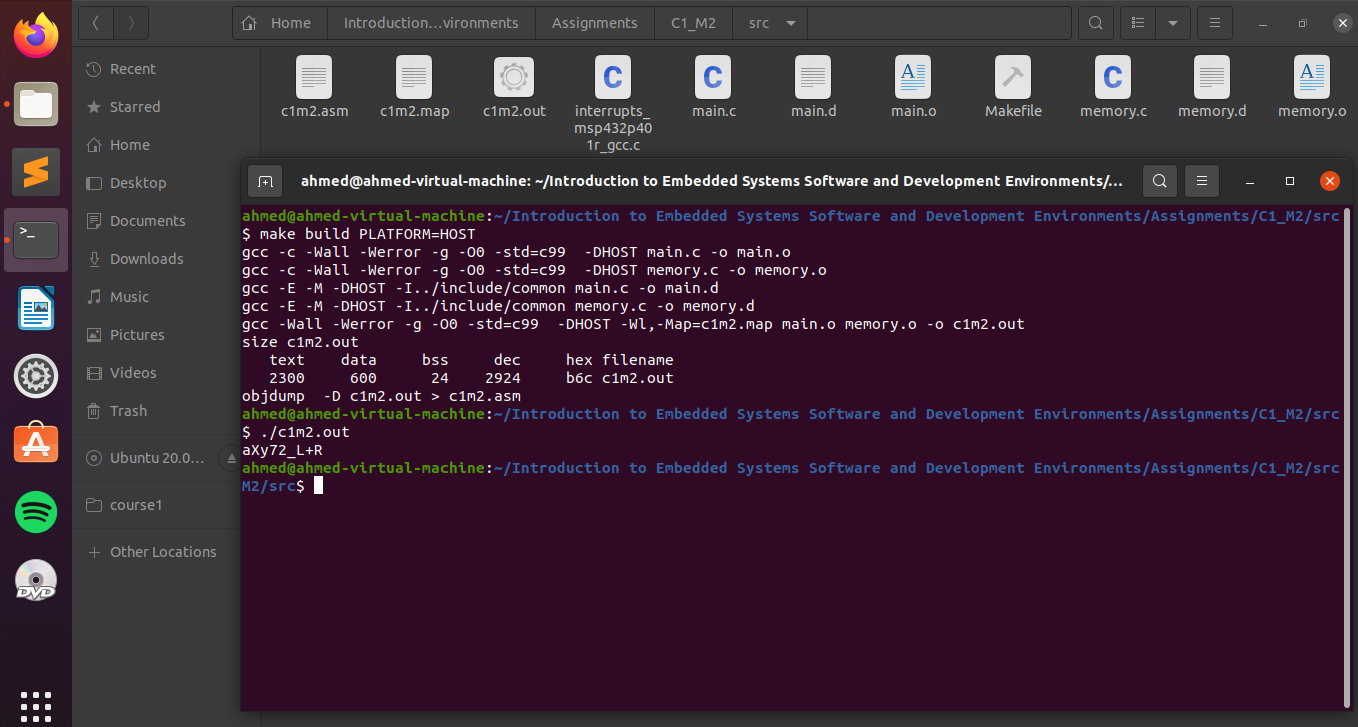 Home Introduction…vironments Assignments C1_M2 src
Recent
Starred
Home
Desktop
Documents
Downloads
Music
Pictures
Videos
Trash
Ubuntu 20.0…
course1
Other Locations
c1m2.asm c1m2.map c1m2.out interrupts_ main.c main.d main.o Makefile memory.c memory.d memory.o
msp432p40
1r_gcc.c
ahmed@ahmed-virtual-machine: ~/Introduction to Embedded Systems Software and Development Environments/...
ahmed@ahmed-virtual-machine:~/Introduction to Embedded Systems Software and Development Environments/Assignments/C1_M2/src
$ make build PLATFORM=HOST
gcc -c -Wall -Werror -g -O0 -std=c99  -DHOST main.c -o main.o
gcc -c -Wall -Werror -g -O0 -std=c99  -DHOST memory.c -o memory.o
gcc -E -M -DHOST -I../include/common main.c -o main.d
gcc -E -M -DHOST -I../include/common memory.c -o memory.d
gcc -Wall -Werror -g -O0 -std=c99  -DHOST -Wl,-Map=c1m2.map main.o memory.o -o c1m2.out
size c1m2.out
   text    data     bss     dec     hex filename
   2300     600      24    2924     b6c c1m2.out
objdump  -D c1m2.out > c1m2.asm
ahmed@ahmed-virtual-machine:~/Introduction to Embedded Systems Software and Development Environments/Assignments/C1_M2/src
$ ./c1m2.out
aXy72_L+R
ahmed@ahmed-virtual-machine:~/Introduction to Embedded Systems Software and Development Environments/Assignments/C1_M2/src
M2/src$
>_
DVD